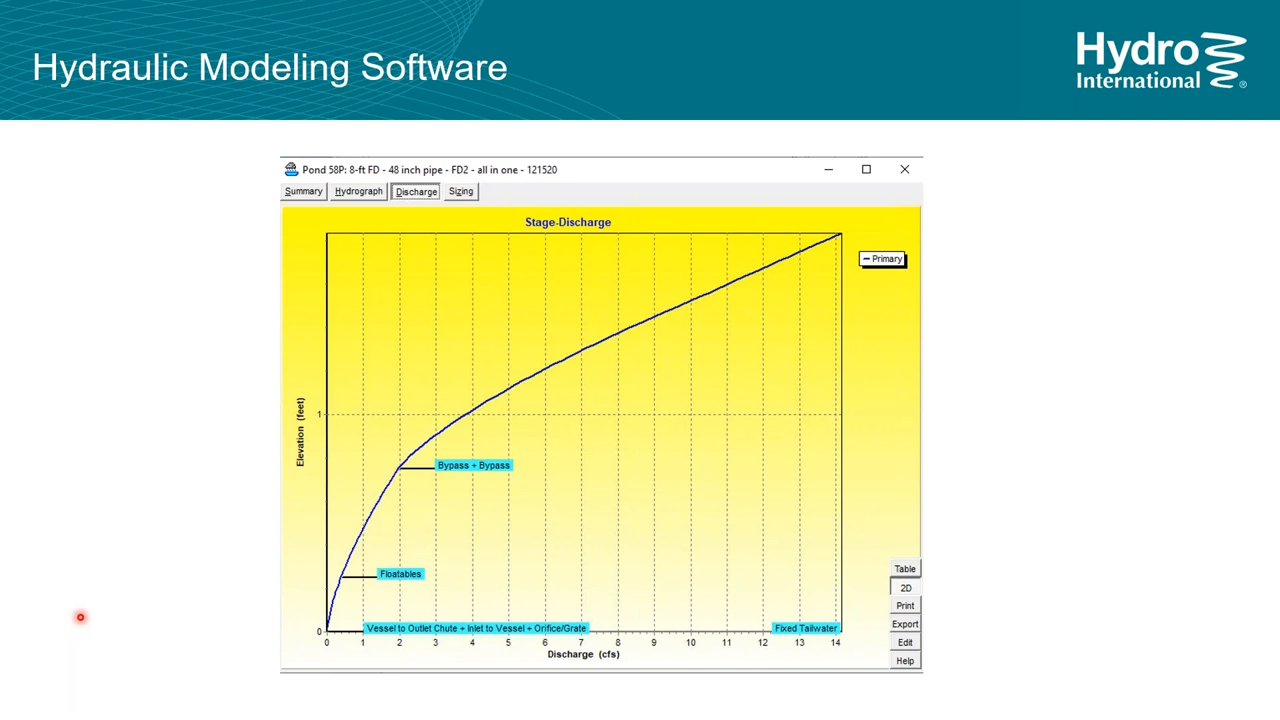 Hydraulic Modeling Software
Hydro
International
®
Pond 58P: 8-ft FD - 48 inch pipe - FD2 - all in one - 121520
Summary Hydrograph Discharge Sizing
Stage-Discharge
Primary
Elevation (feet)
1
Bypass + Bypass
Floatables
0
Vessel to Outlet Chute + Inlet to Vessel + Orifice/Grate
Fixed Tailwater
0 1 2 3 4 5 6 7 8 9 10 11 12 13 14
Discharge (cfs)
Table
2D
Print
Export
Edit
Help